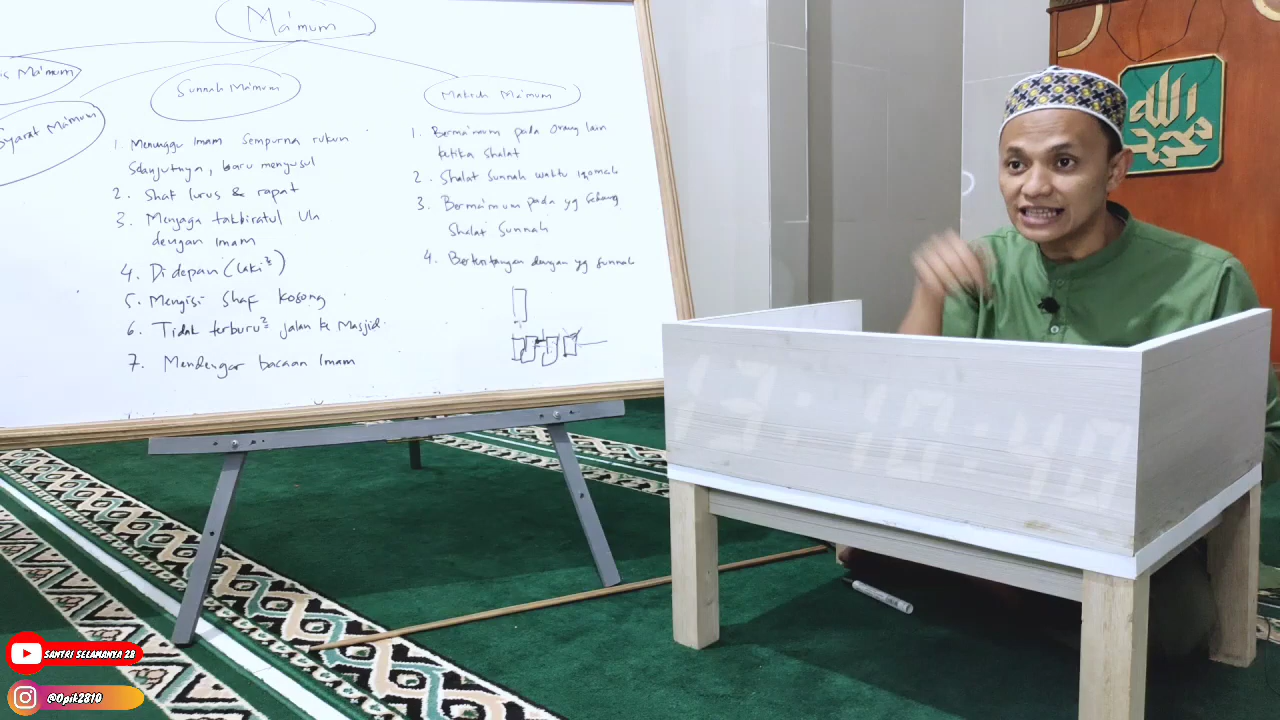 Ma'mum
Ma'mum
Syarat Ma'mum
Sunnah Ma'mum
Makruh Ma'mum
1. Menunggu Imam Sempurna rukun
Selanjutnya, baru menyusul
2. Shaf lurus & rapat
3. Menjaga takbiratul Ula
dengan Imam
4. Di depan (laki²)
5. Mengisi Shaf kosong
6. Tidak terburu² jalan ke Masjid.
7. Mendengar bacaan Imam
1. Berma'mum pada orang lain
ketika Shalat
2. Shalat Sunnah waktu Iqomah
3. Berma'mum pada yg sedang
Shalat Sunnah
4. Bertentangan dengan yg Sunnah
الله
محمد
13:10:40
SANTRI SELAMANYA 28
@Opik2810